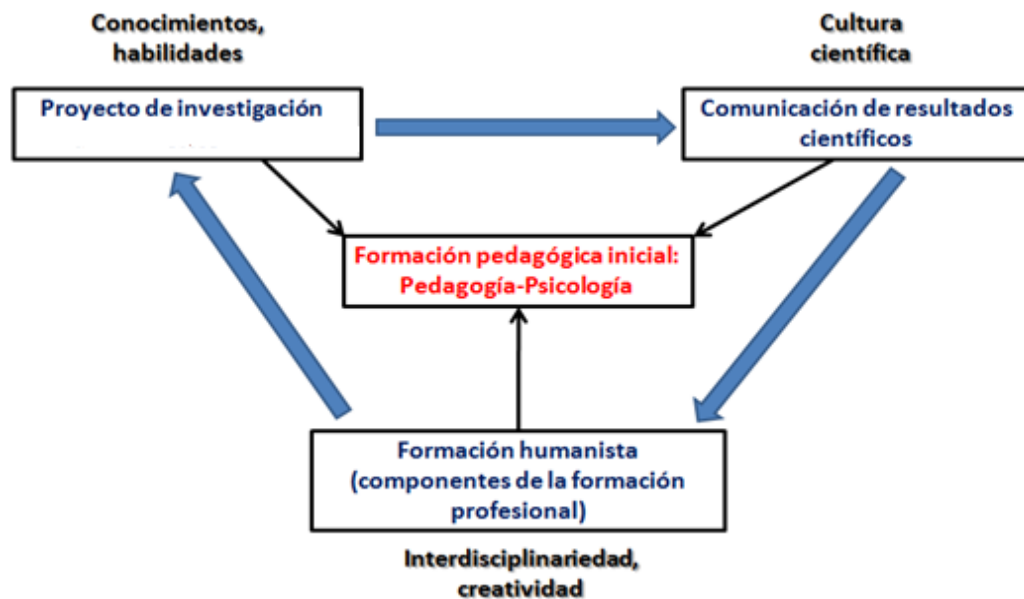 Conocimientos,
habilidades
Cultura
científica
Proyecto de investigación
Comunicación de resultados
científicos
Formación pedagógica inicial:
Pedagogía-Psicología
Formación humanista
(componentes de la formación
profesional)
Interdisciplinariedad,
creatividad